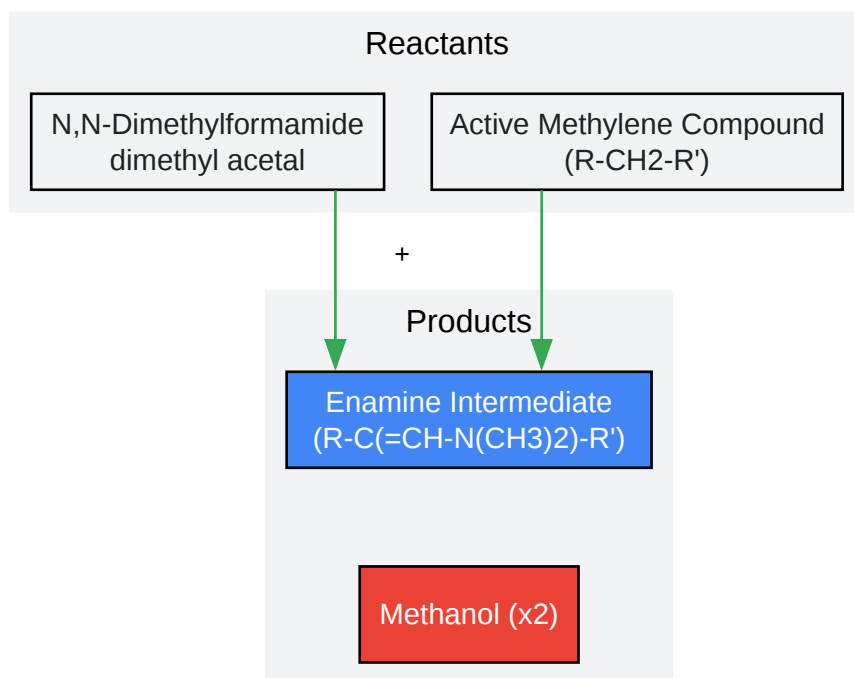 Reactants
N,N-Dimethylformamide
dimethyl acetal
Active Methylene Compound
(R-CH2-R')
+
Products
Enamine Intermediate
(R-C(=CH-N(CH3)2)-R')
Methanol (x2)